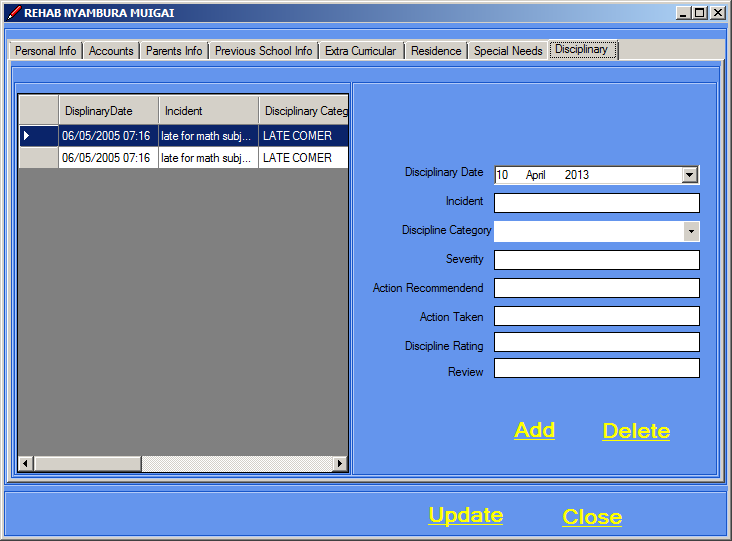 REHAB NYAMBURA MUIGAI
Personal Info Accounts Parents Info Previous School Info Extra Curricular Residence Special Needs Disciplinary
DisplinaryDate Incident Disciplinary Categ
06/05/2005 07:16 late for math subj... LATE COMER
06/05/2005 07:16 late for math subj... LATE COMER
Disciplinary Date 10 April 2013
Incident
Discipline Category
Severity
Action Recommendend
Action Taken
Discipline Rating
Review
Add Delete
Update Close